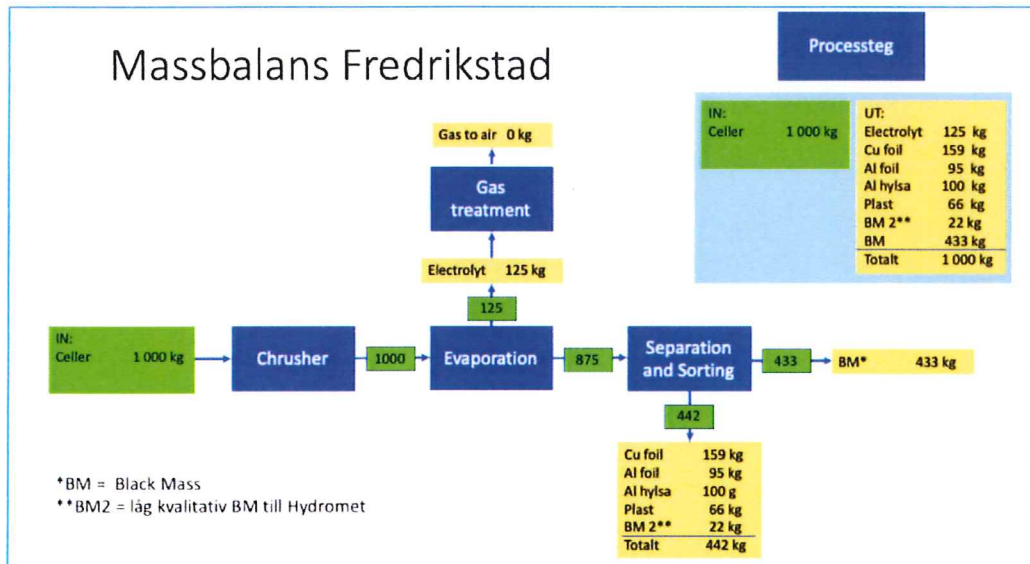 Massbalans Fredrikstad
Processteg
IN:
Celler 1 000 kg
UT:
Electrolyt 125 kg
Cu foil 159 kg
Al foil 95 kg
Al hylsa 100 kg
Plast 66 kg
BM 2** 22 kg
BM 433 kg
Totalt 1 000 kg
Gas to air 0 kg
Gas
treatment
Electrolyt 125 kg
125
IN:
Celler 1 000 kg
Chrusher
1000
Evaporation
875
Separation
and Sorting
433
BM* 433 kg
442
Cu foil 159 kg
Al foil 95 kg
Al hylsa 100 g
Plast 66 kg
BM 2** 22 kg
Totalt 442 kg
*BM = Black Mass
**BM2 = låg kvalitativ BM till Hydromet